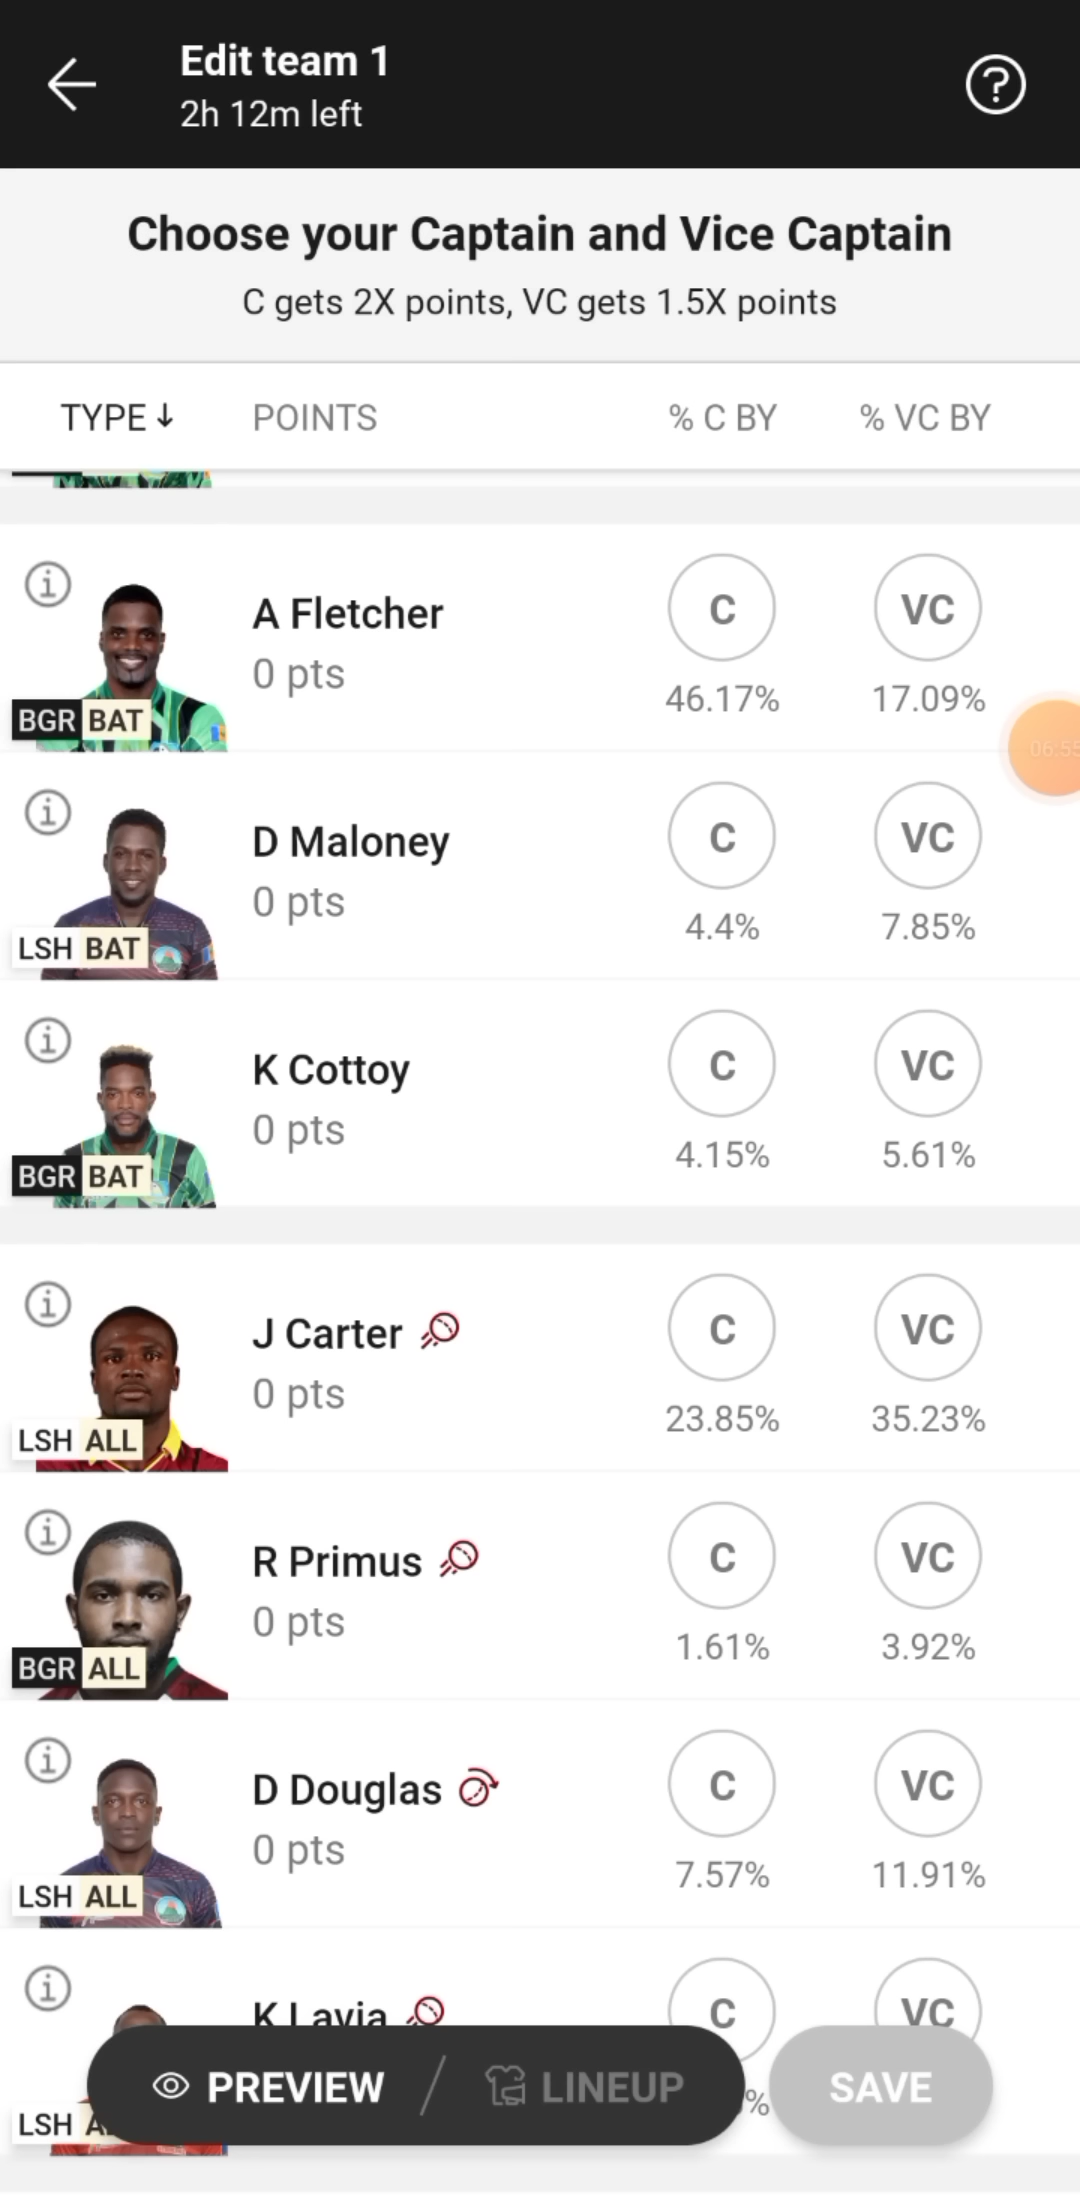 Edit team 1
2h 12m left
Choose your Captain and Vice Captain
C gets 2X points, VC gets 1.5X points
TYPE↓ POINTS % C BY % VC BY
A Fletcher C VC
0 pts 46.17% 17.09%
BGR BAT
06:55
D Maloney C VC
0 pts 4.4% 7.85%
LSH BAT
K Cottoy C VC
0 pts 4.15% 5.61%
BGR BAT
J Carter C VC
0 pts 23.85% 35.23%
LSH ALL
R Primus C VC
0 pts 1.61% 3.92%
BGR ALL
D Douglas C VC
0 pts 7.57% 11.91%
LSH ALL
K Lavia C VC
PREVIEW / LINEUP SAVE
LSH %